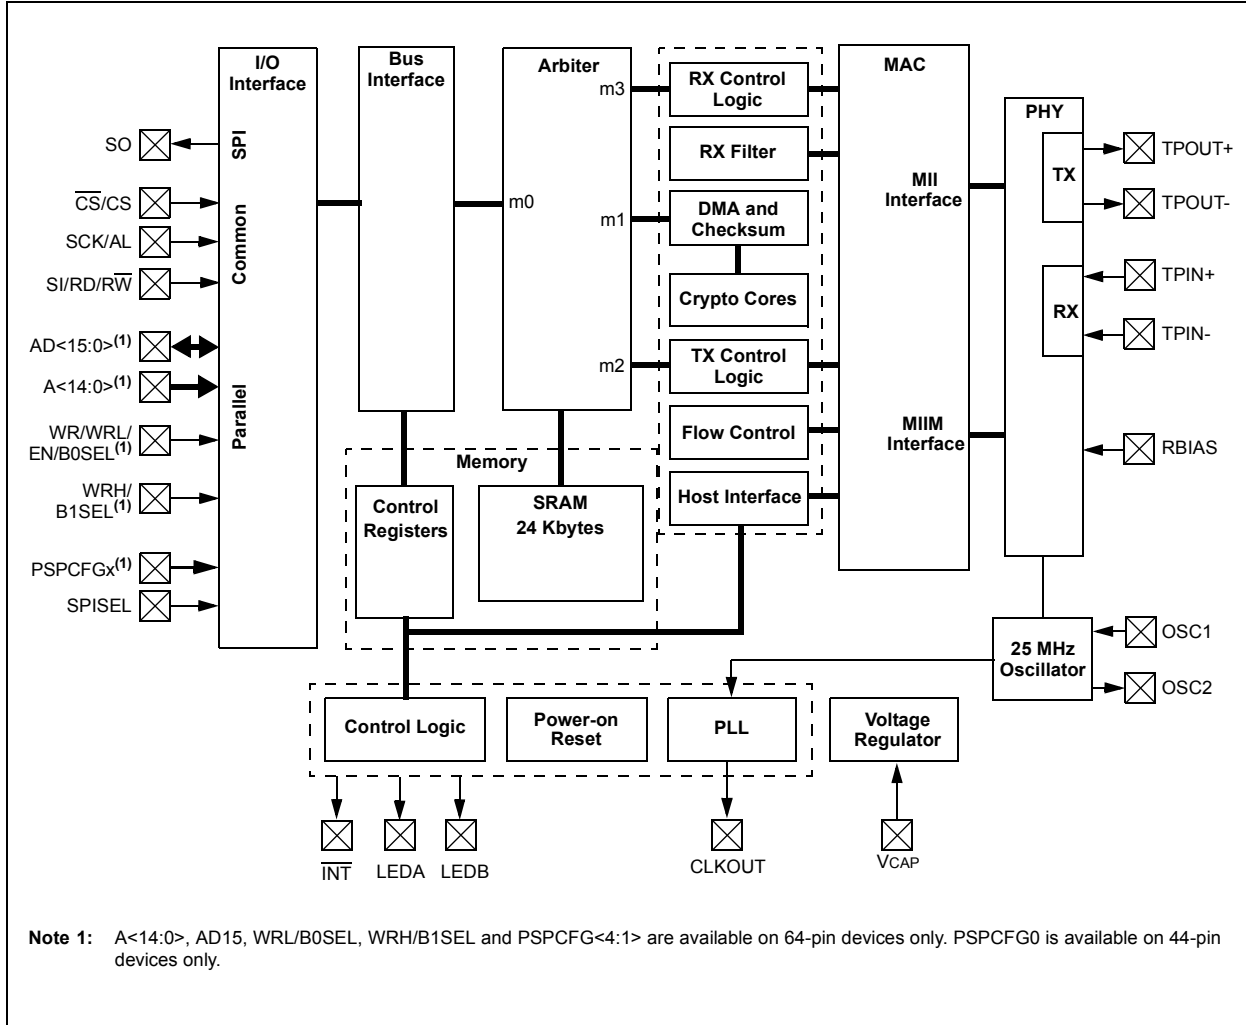 I/O
Interface
SPI
Common
Parallel
Bus
Interface
Arbiter
m0
m3
m1
m2
RX Control
Logic
RX Filter
DMA and
Checksum
Crypto Cores
TX Control
Logic
Flow Control
Host Interface
MAC
MII
Interface
MIIM
Interface
PHY
TX
RX
SO
C̅S̅/CS
SCK/AL
SI/RD/RW̅
AD<15:0>(1)
A<14:0>(1)
WR/WRL/
EN/B0SEL(1)
WRH/
B1SEL(1)
PSPCFGx(1)
SPISEL
TPOUT+
TPOUT-
TPIN+
TPIN-
RBIAS
OSC1
OSC2
Memory
Control
Registers
SRAM
24 Kbytes
25 MHz
Oscillator
Control Logic
Power-on
Reset
PLL
Voltage
Regulator
I̅N̅T̅
LEDA
LEDB
CLKOUT
VCAP
Note 1: A<14:0>, AD15, WRL/B0SEL, WRH/B1SEL and PSPCFG<4:1> are available on 64-pin devices only. PSPCFG0 is available on 44-pin
devices only.